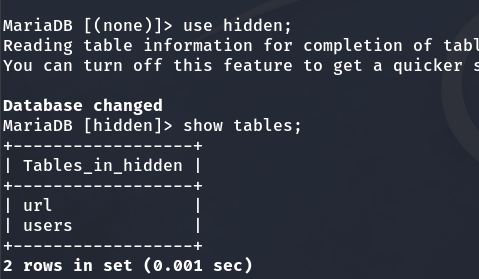 MariaDB [(none)]> use hidden;
Reading table information for completion of tabl
You can turn off this feature to get a quicker s
Database changed
MariaDB [hidden]> show tables;
+------------------+
| Tables_in_hidden |
+------------------+
| url              |
| users            |
+------------------+
2 rows in set (0.001 sec)